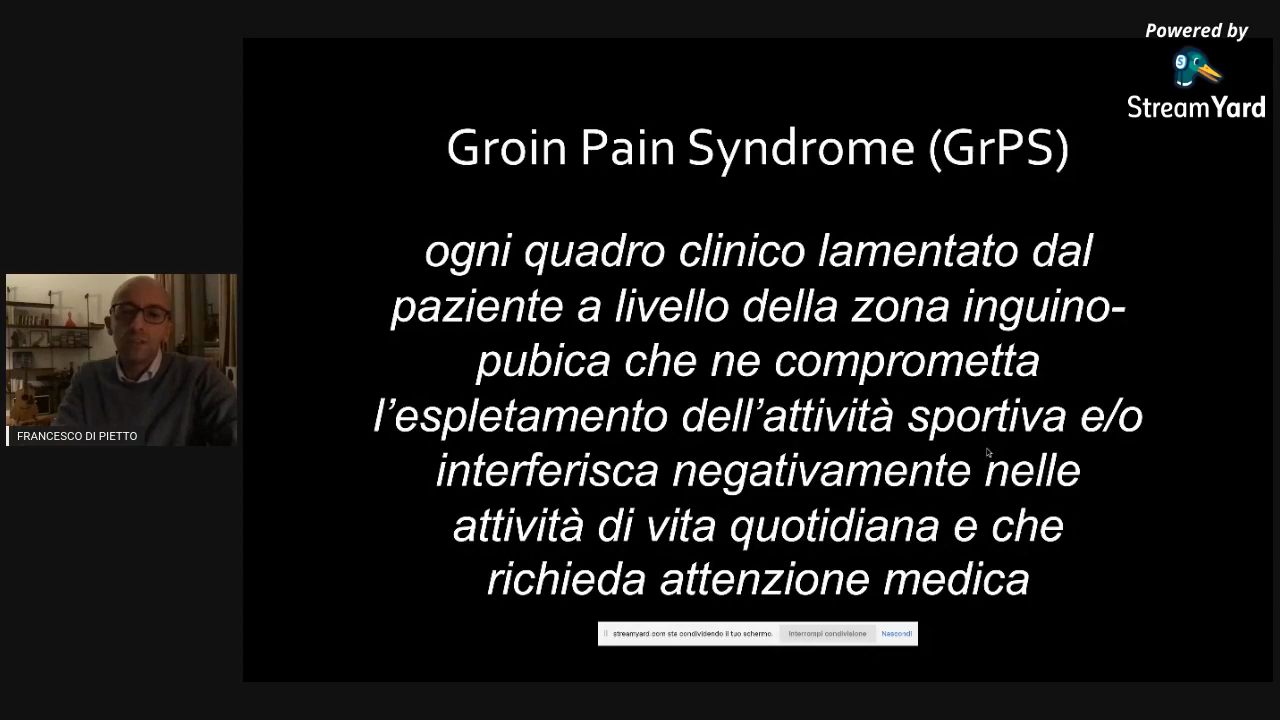 Powered by
StreamYard
Groin Pain Syndrome (GrPS)
ogni quadro clinico lamentato dal
paziente a livello della zona inguino-
pubica che ne comprometta
l’espletamento dell’attività sportiva e/o
interferisca negativamente nelle
attività di vita quotidiana e che
richieda attenzione medica
FRANCESCO DI PIETTO
streamyard.com sta condividendo il tuo schermo. Interrompi condivisione Nascondi